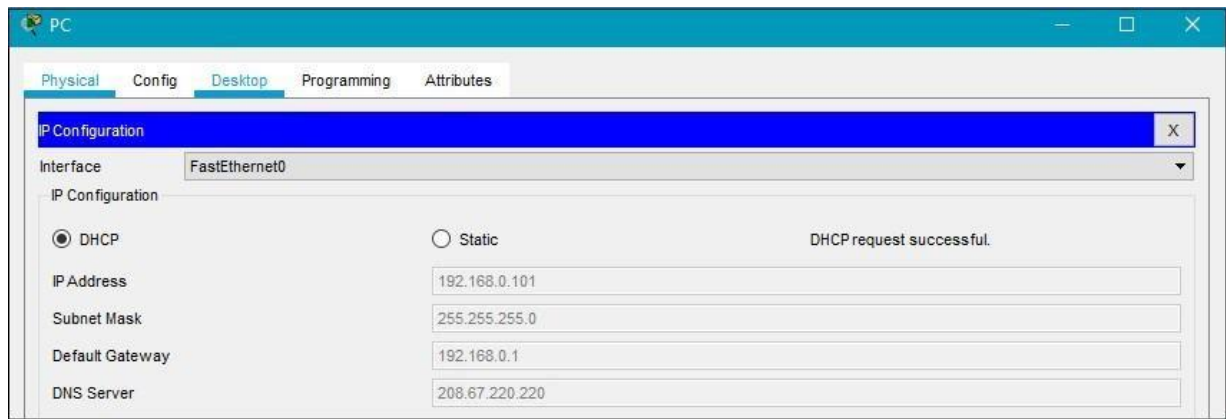 PC
Physical Config Desktop Programming Attributes
IP Configuration X
Interface FastEthernet0
IP Configuration
DHCP Static DHCP request successful.
IP Address 192.168.0.101
Subnet Mask 255.255.255.0
Default Gateway 192.168.0.1
DNS Server 208.67.220.220